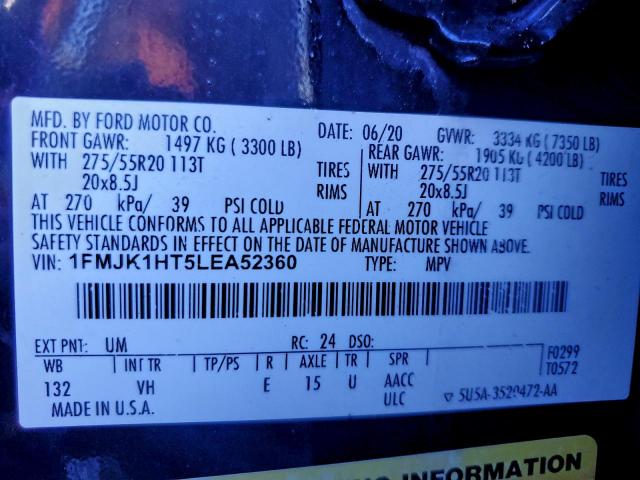 MFD. BY FORD MOTOR CO.
DATE: 06/20 GVWR: 3334 KG ( 7350 LB)
FRONT GAWR: 1497 KG ( 3300 LB)
REAR GAWR: 1905 KG ( 4200 LB)
WITH 275/55R20 113T TIRES
WITH 275/55R20 113T TIRES
20x8.5J RIMS
20x8.5J RIMS
AT 270 kPa/ 39 PSI COLD
AT 270 kPa/ 39 PSI COLD
THIS VEHICLE CONFORMS TO ALL APPLICABLE FEDERAL MOTOR VEHICLE
SAFETY STANDARDS IN EFFECT ON THE DATE OF MANUFACTURE SHOWN ABOVE.
VIN: 1FMJK1HT5LEA52360 TYPE: MPV
EXT PNT: UM RC: 24 DSO:
WB INT TR TP/PS R AXLE TR SPR
132 VH E 15 U AACC
ULC
F0299
T0572
MADE IN U.S.A.
▽ 5U5A-3520472-AA
INFORMATION